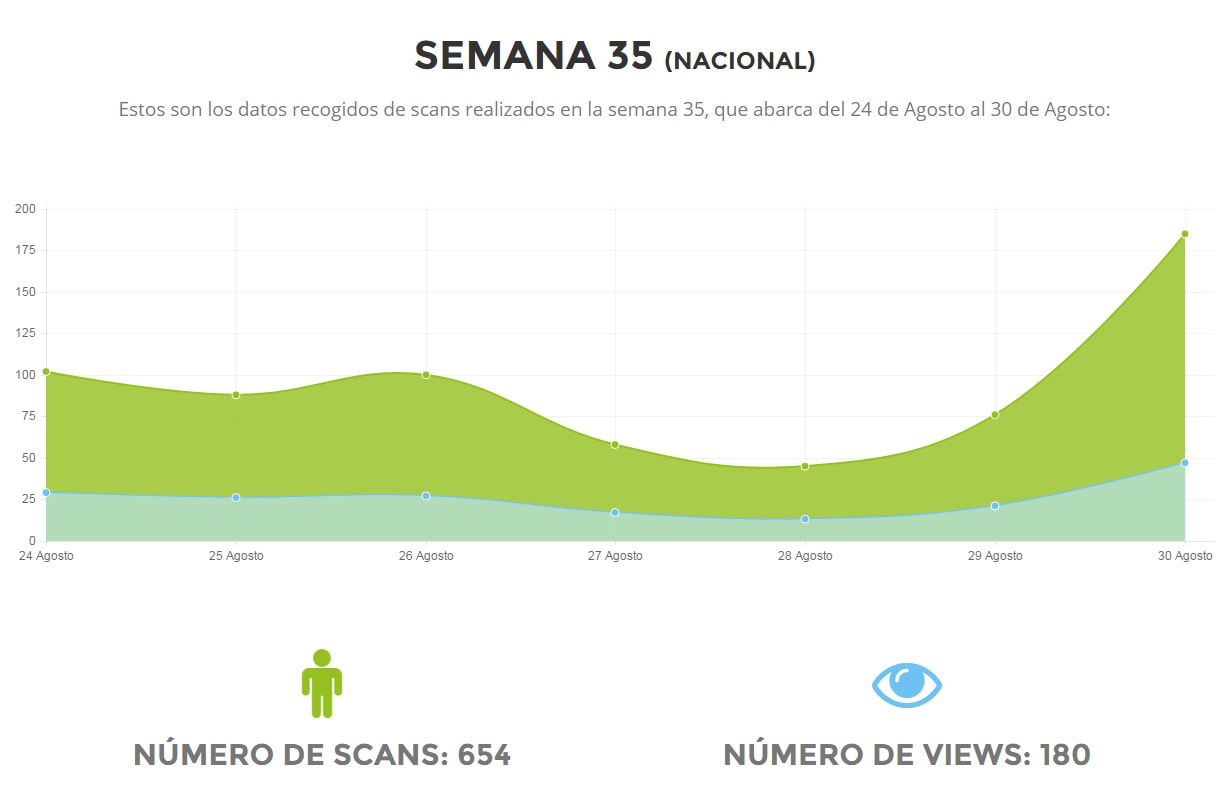 SEMANA 35 (NACIONAL)
Estos son los datos recogidos de scans realizados en la semana 35, que abarca del 24 de Agosto al 30 de Agosto:
200
175
150
125
100
75
50
25
0
24 Agosto 25 Agosto 26 Agosto 27 Agosto 28 Agosto 29 Agosto 30 Agosto
NÚMERO DE SCANS: 654 NÚMERO DE VIEWS: 180